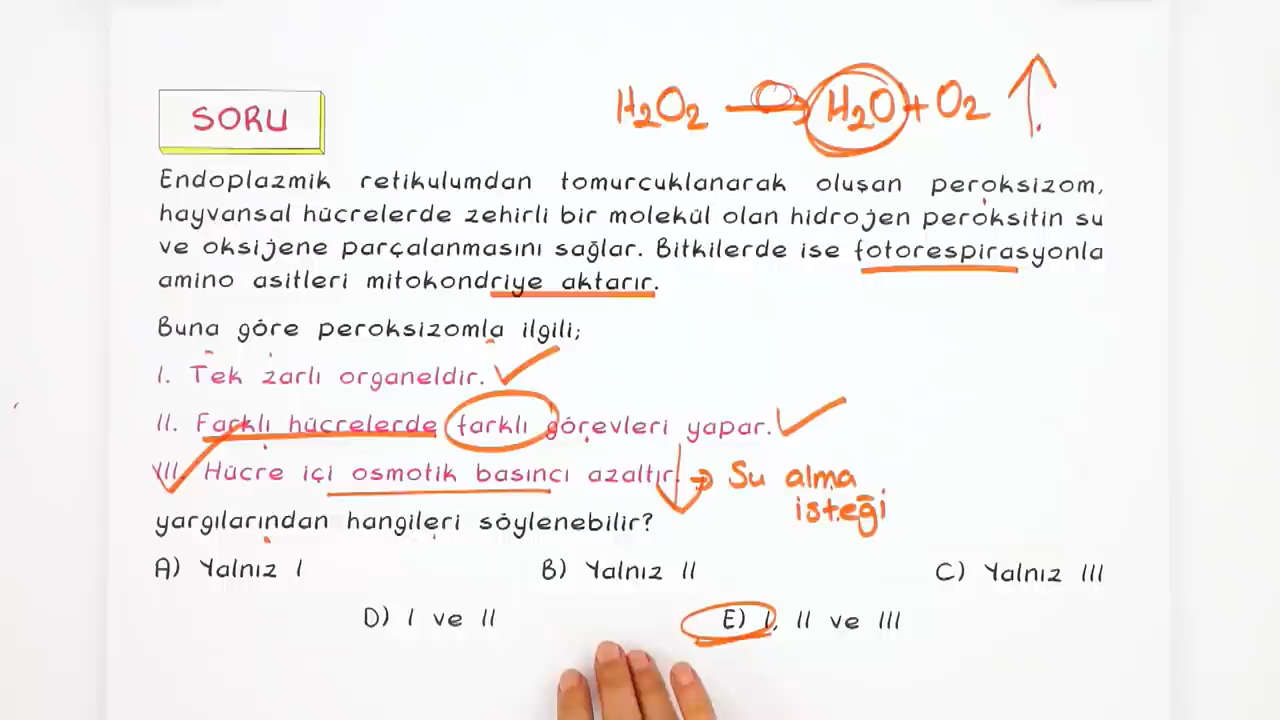 H2O2 → H2O + O2 ↑
SORU
Endoplazmik retikulumdan tomurcuklanarak oluşan peroksizom,
hayvansal hücrelerde zehirli bir molekül olan hidrojen peroksitin su
ve oksijene parçalanmasını sağlar. Bitkilerde ise fotorespirasyonla
amino asitleri mitokondriye aktarır.
Buna göre peroksizomla ilgili;
I. Tek zarlı organeldir.
II. Farklı hücrelerde farklı görevleri yapar.
III. Hücre içi osmotik basıncı azaltır. → Su alma
isteği
yargılarından hangileri söylenebilir?
A) Yalnız I B) Yalnız II C) Yalnız III
D) I ve II E) I, II ve III